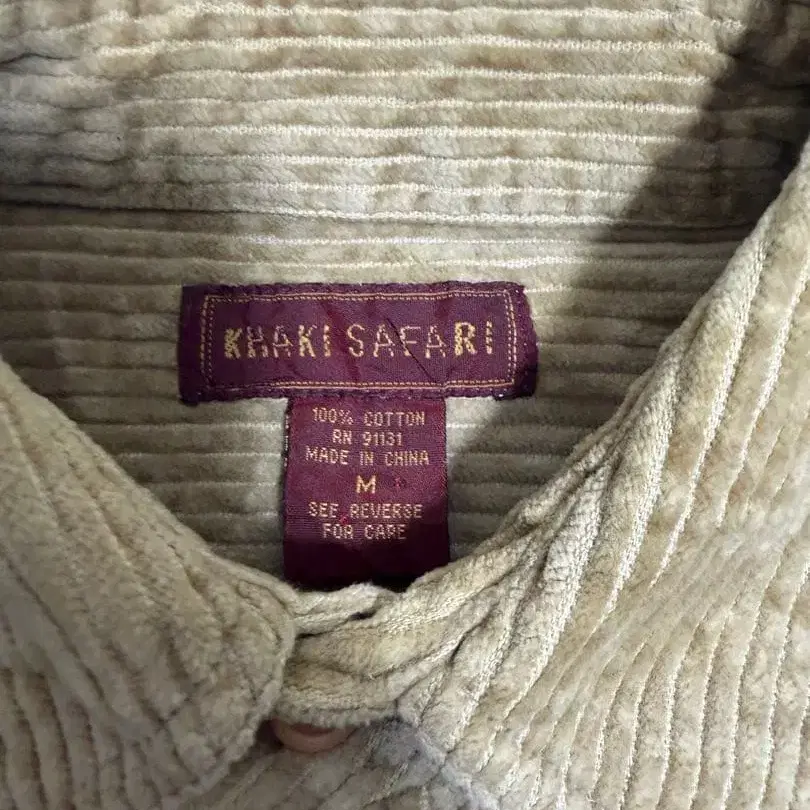 KHAKI SAFARI
100% COTTON
RN 91131
MADE IN CHINA
M
SEE REVERSE
FOR CARE